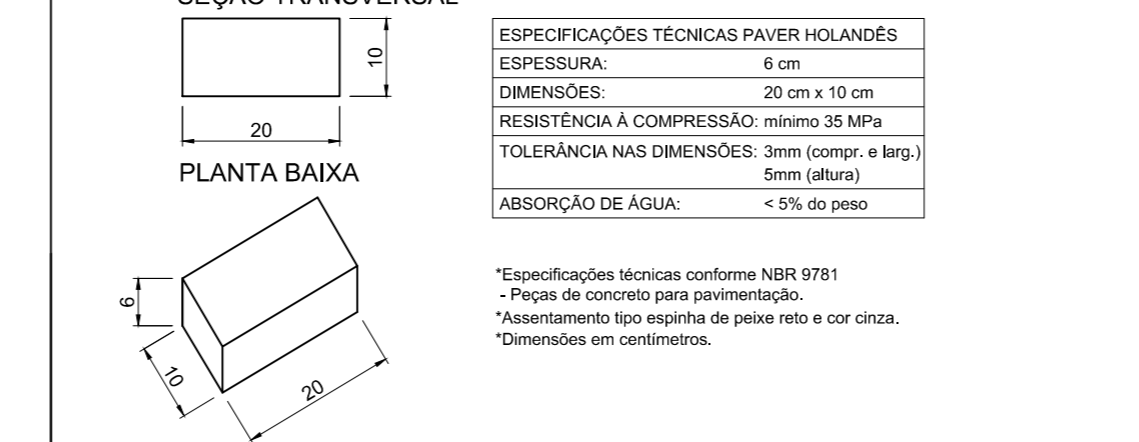 SEÇÃO TRANSVERSAL
10
20
PLANTA BAIXA
6
10
20
ESPECIFICAÇÕES TÉCNICAS PAVER HOLANDÊS
ESPESSURA: 6 cm
DIMENSÕES: 20 cm x 10 cm
RESISTÊNCIA À COMPRESSÃO: mínimo 35 MPa
TOLERÂNCIA NAS DIMENSÕES: 3mm (compr. e larg.)
5mm (altura)
ABSORÇÃO DE ÁGUA: < 5% do peso
*Especificações técnicas conforme NBR 9781
- Peças de concreto para pavimentação.
*Assentamento tipo espinha de peixe reto e cor cinza.
*Dimensões em centímetros.